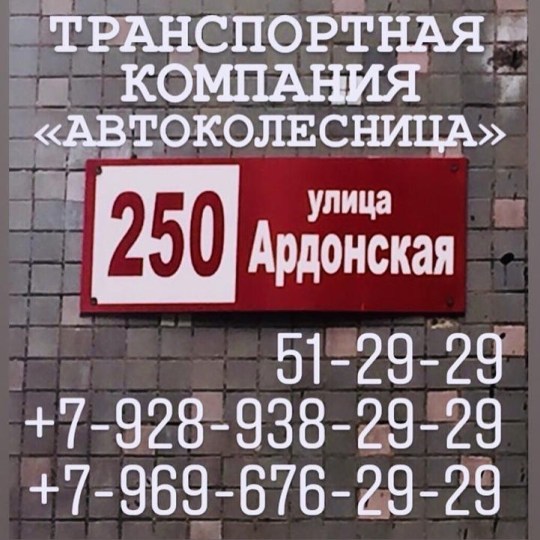 ТРАНСПОРТНАЯ
КОМПАНИЯ
«АВТОКОЛЕСНИЦА»
250
улица
Ардонская
51-29-29
+7-928-938-29-29
+7-969-676-29-29